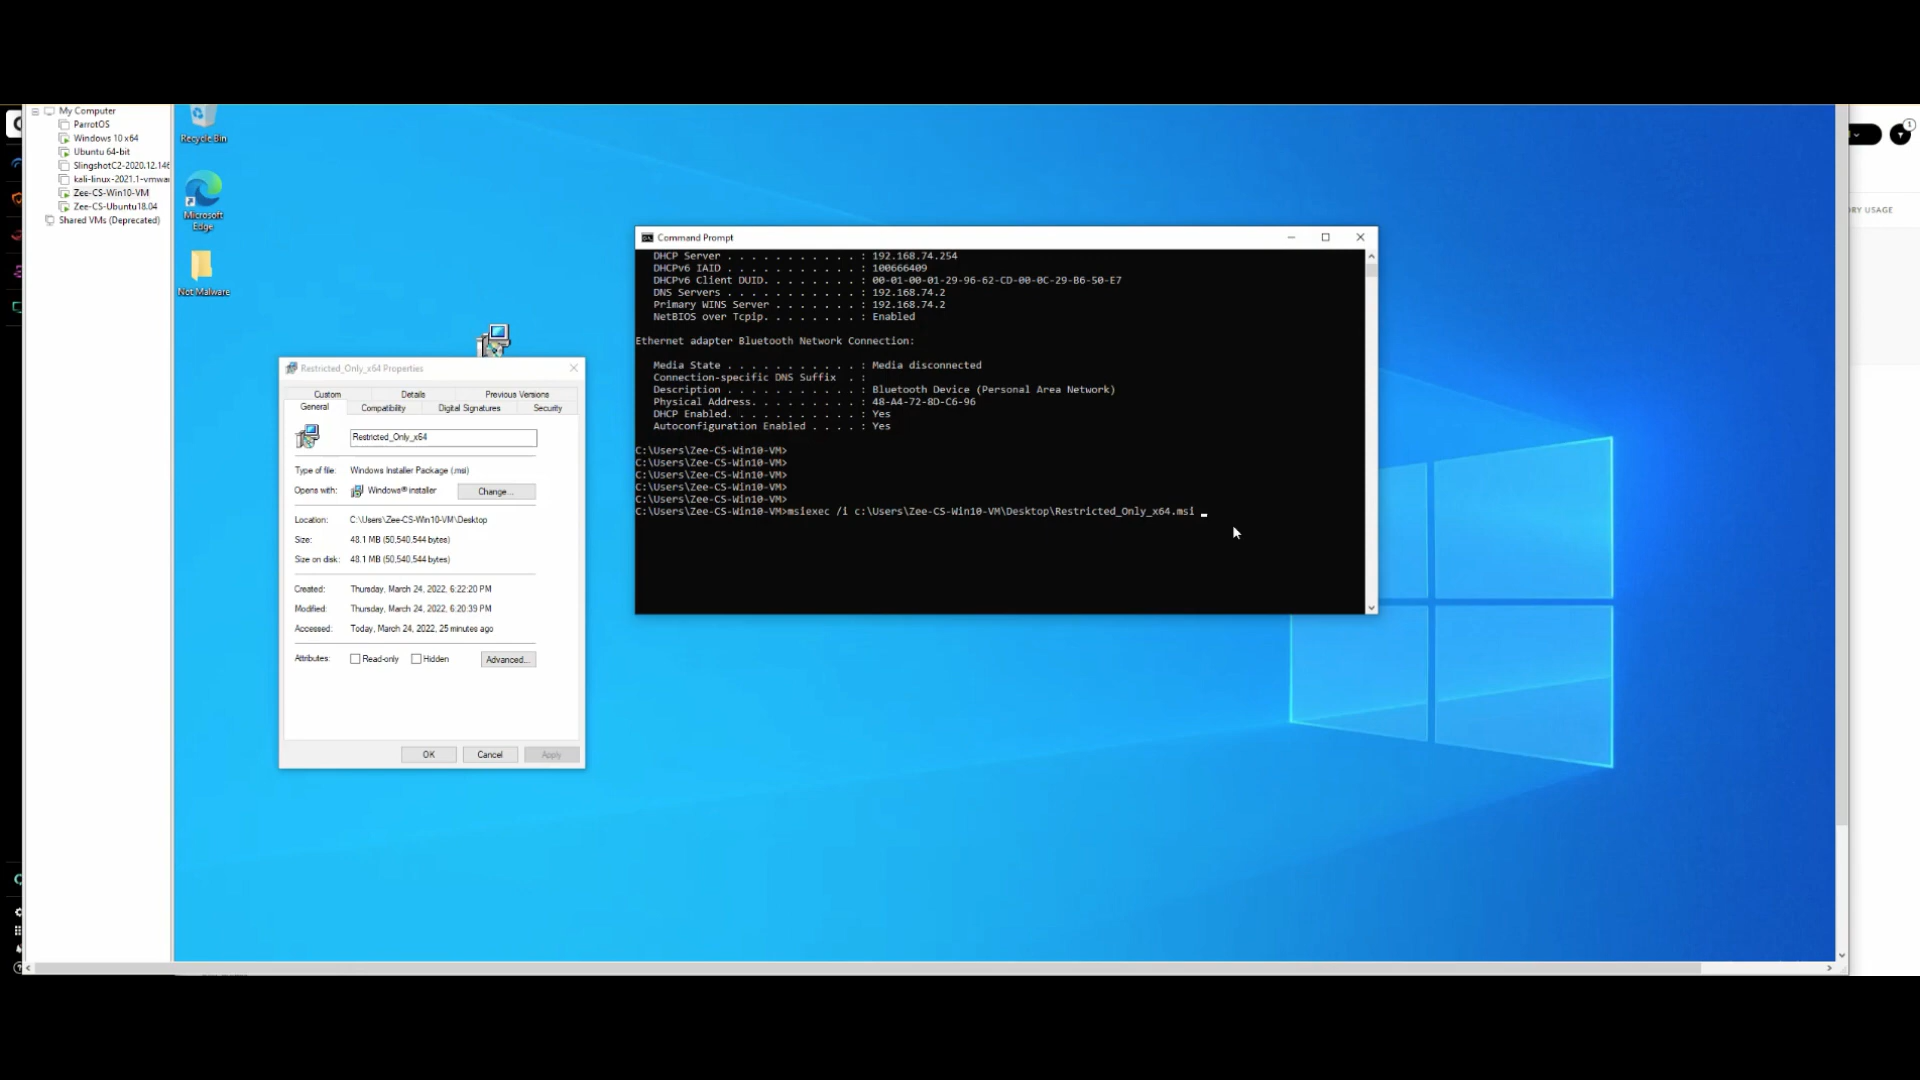 My Computer
ParrotOS
Windows 10 x64
Ubuntu 64-bit
SlingshotC2-2020.12.146
kali-linux-2021.1-vmwa
Zee-CS-Win10-VM
Zee-CS-Ubuntu18.04
Shared VMs (Deprecated)
Recycle Bin
Microsoft
Edge
Not Malware
1
ORY USAGE
Restricted_Only_x64 Properties
Custom
Details
Previous Versions
General
Compatibility
Digital Signatures
Security
Restricted_Only_x64
Type of file: Windows Installer Package (.msi)
Opens with: Windows® installer Change...
Location: C:\Users\Zee-CS-Win10-VM\Desktop
Size: 48.1 MB (50,540,544 bytes)
Size on disk: 48.1 MB (50,540,544 bytes)
Created: Thursday, March 24, 2022, 6:22:20 PM
Modified: Thursday, March 24, 2022, 6:20:39 PM
Accessed: Today, March 24, 2022, 25 minutes ago
Attributes: Read-only Hidden Advanced...
OK Cancel Apply
Command Prompt
DHCP Server . . . . . . . . . . . : 192.168.74.254
DHCPv6 IAID . . . . . . . . . . . : 100666409
DHCPv6 Client DUID. . . . . . . . : 00-01-00-01-29-96-62-CD-00-0C-29-B6-50-E7
DNS Servers . . . . . . . . . . . : 192.168.74.2
Primary WINS Server . . . . . . . : 192.168.74.2
NetBIOS over Tcpip. . . . . . . . : Enabled
Ethernet adapter Bluetooth Network Connection:
Media State . . . . . . . . . . . : Media disconnected
Connection-specific DNS Suffix . :
Description . . . . . . . . . . . : Bluetooth Device (Personal Area Network)
Physical Address. . . . . . . . . : 48-A4-72-8D-C6-96
DHCP Enabled. . . . . . . . . . . : Yes
Autoconfiguration Enabled . . . . : Yes
C:\Users\Zee-CS-Win10-VM>
C:\Users\Zee-CS-Win10-VM>
C:\Users\Zee-CS-Win10-VM>
C:\Users\Zee-CS-Win10-VM>
C:\Users\Zee-CS-Win10-VM>
C:\Users\Zee-CS-Win10-VM>msiexec /i c:\Users\Zee-CS-Win10-VM\Desktop\Restricted_Only_x64.msi _